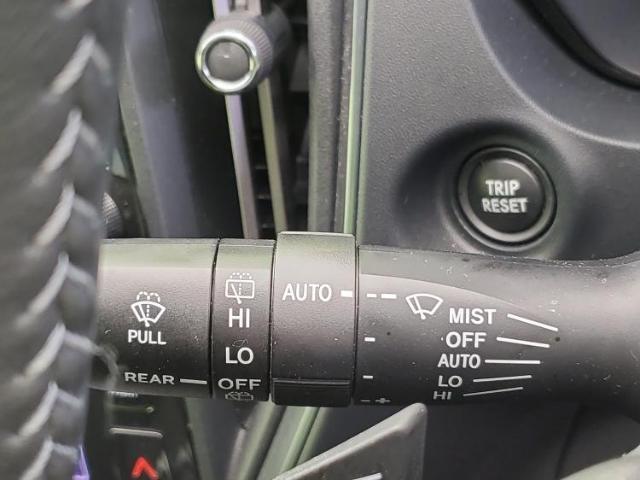 TRIP
RESET
PULL
REAR
HI
LO
OFF
AUTO
MIST
OFF
AUTO
LO
HI
- +